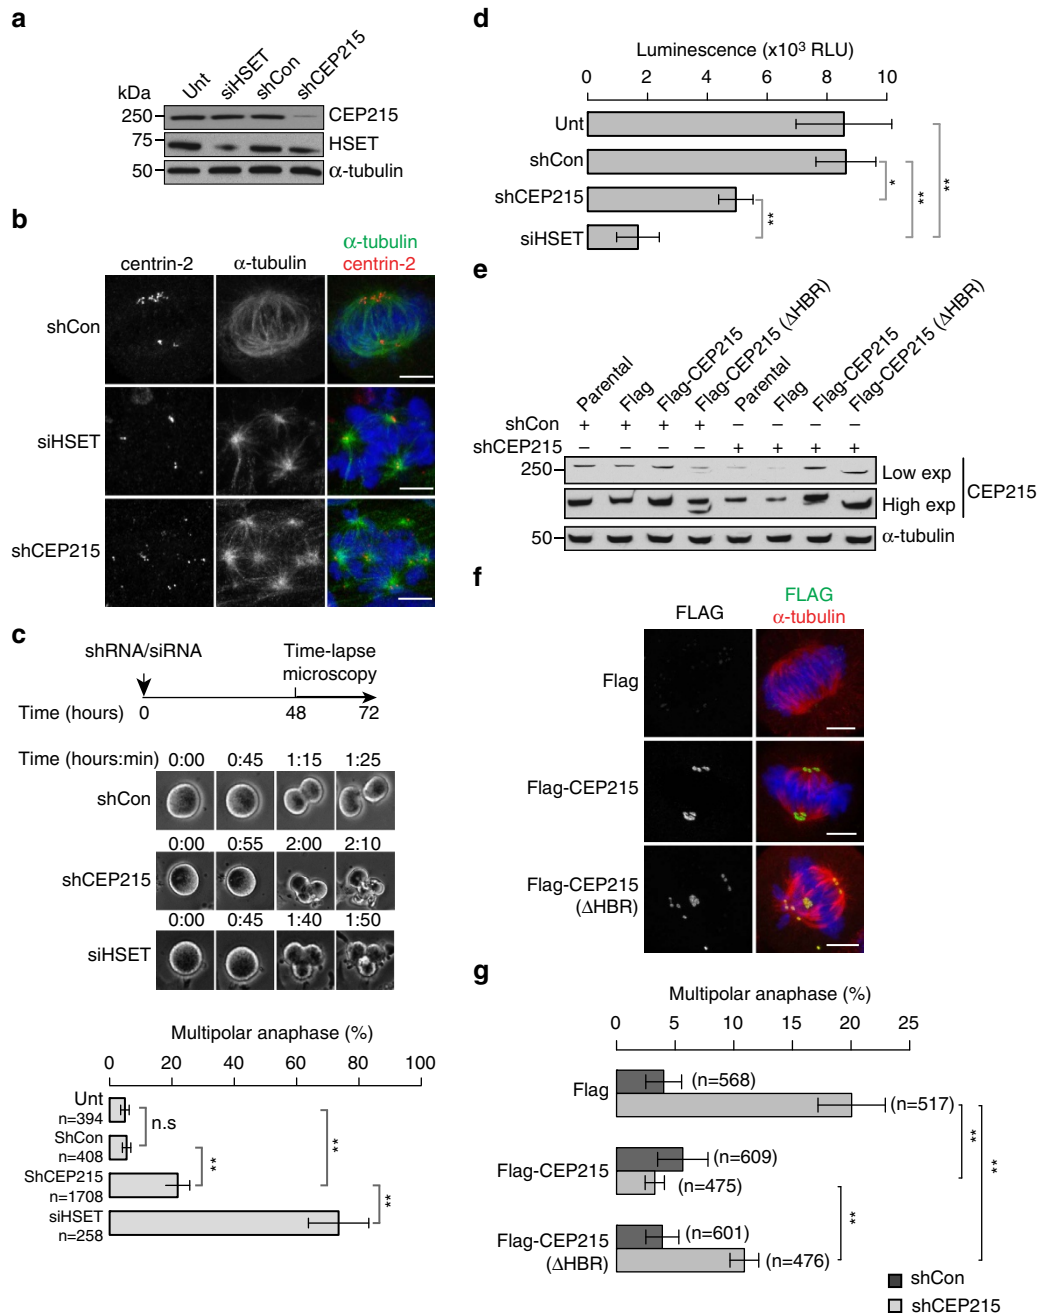 a
Unt siHSET shCon shCEP215
kDa
250 CEP215
75 HSET
50 α-tubulin
b
α-tubulin
centrin-2 α-tubulin centrin-2
shCon
siHSET
shCEP215
c
shRNA/siRNA Time-lapse
microscopy
Time (hours) 0 48 72
Time (hours:min) 0:00 0:45 1:15 1:25
shCon
0:00 0:55 2:00 2:10
shCEP215
0:00 0:45 1:40 1:50
siHSET
Multipolar anaphase (%)
0 20 40 60 80 100
Unt
n=394
n.s
ShCon
n=408
**
**
ShCEP215
n=1708
**
siHSET
n=258
d
Luminescence (x10³ RLU)
0 2 4 6 8 10
Unt
shCon
shCEP215
siHSET
**
*
**
**
e
Parental Flag Flag-CEP215 Flag-CEP215 (ΔHBR) Parental Flag Flag-CEP215 Flag-CEP215 (ΔHBR)
shCon + + + + – – – –
shCEP215 – – – – + + + +
250 Low exp
High exp
CEP215
50 α-tubulin
f
FLAG
FLAG α-tubulin
Flag
Flag-CEP215
Flag-CEP215
(ΔHBR)
g
Multipolar anaphase (%)
0 5 10 15 20 25
Flag
(n=568)
(n=517)
Flag-CEP215
(n=609)
(n=475)
Flag-CEP215
(ΔHBR)
(n=601)
(n=476)
**
**
**
shCon
shCEP215